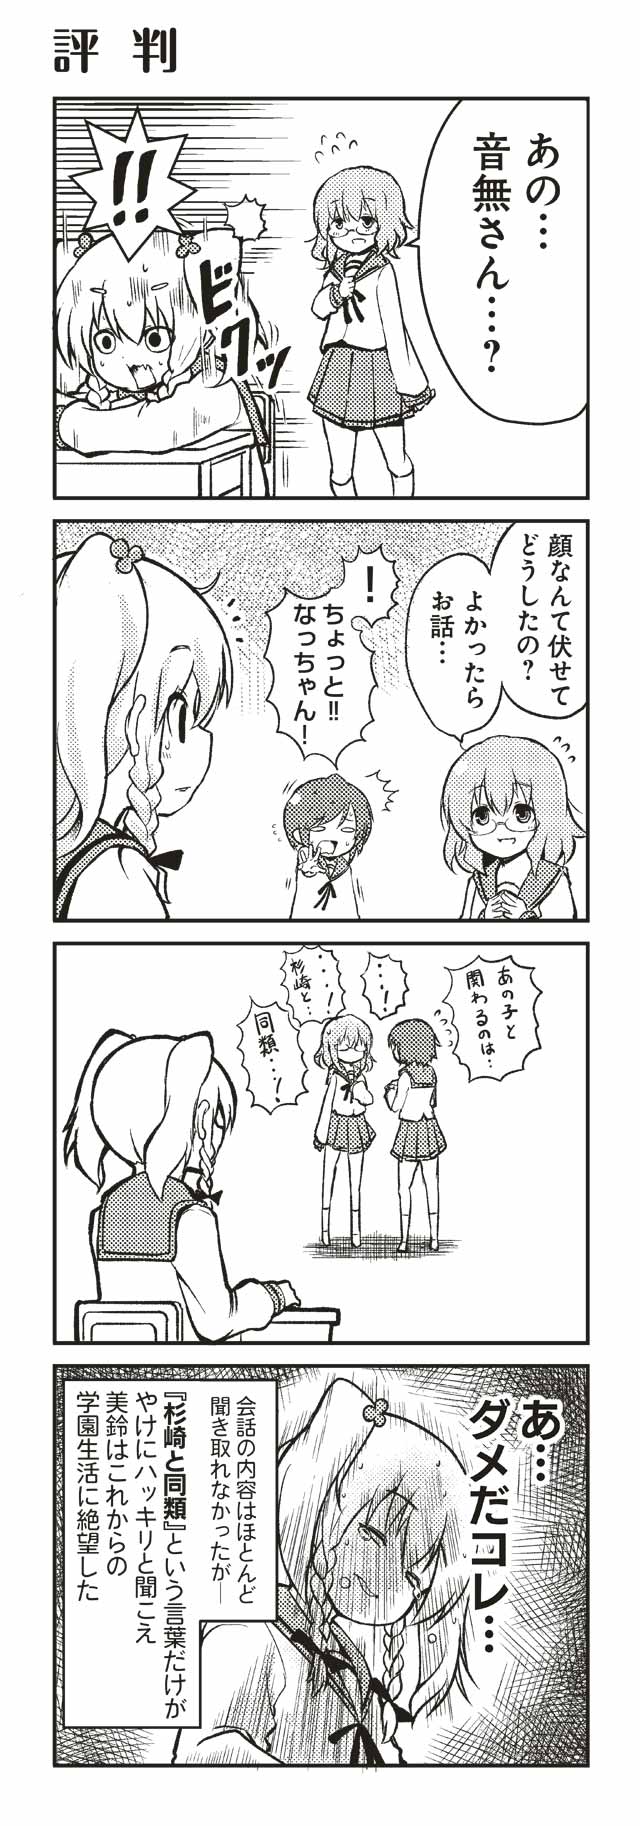 評判
あの…
音無さん…?
!!
ビクッ
顔なんて伏せて
どうしたの?
よかったら
お話…
!
ちょっと!!
なっちゃん!
あの子と
関わるのは…
…!
…!
杉崎と…
同類…!
あ…
ダメだコレ…
会話の内容はほとんど
聞き取れなかったが―
『杉崎と同類』という言葉だけが
やけにハッキリと聞こえ
美鈴はこれからの
学園生活に絶望した